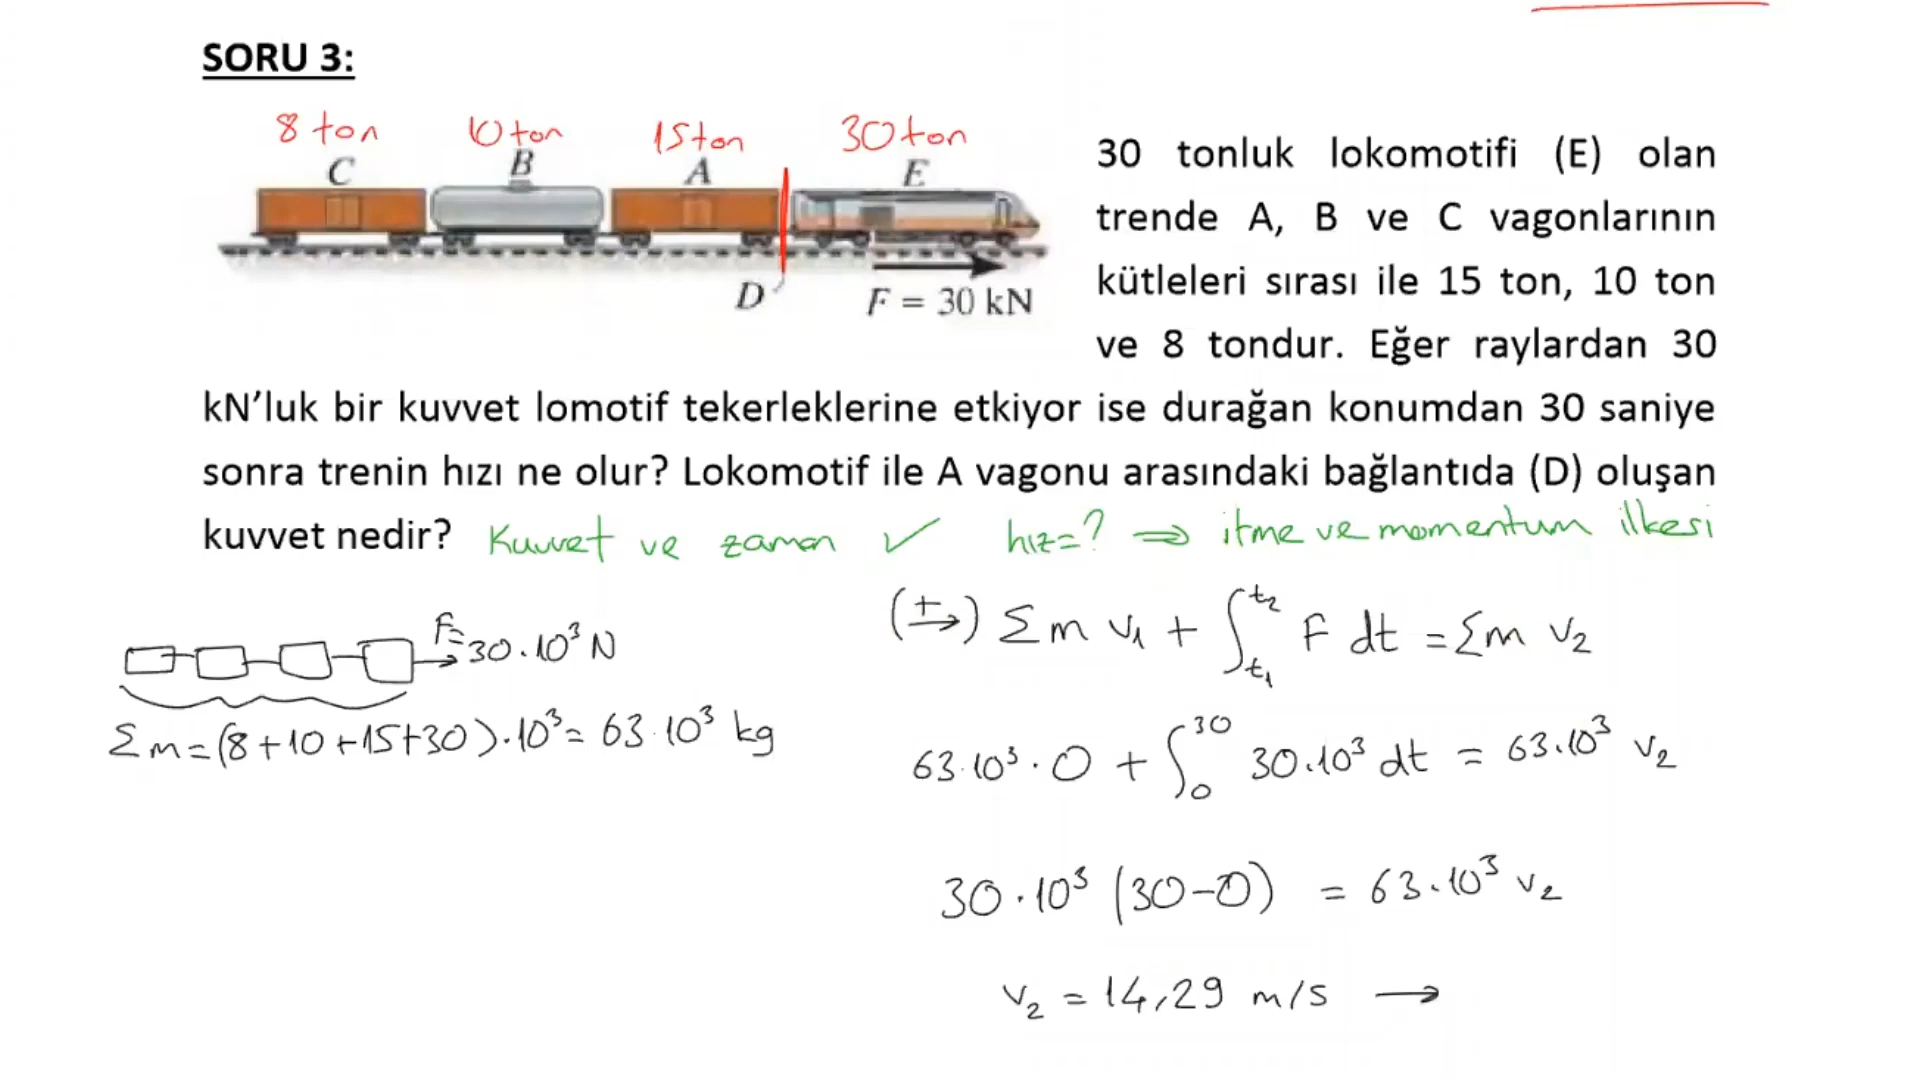 SORU 3:
8 ton 10 ton 15 ton 30 ton
C B A E
D F = 30 kN
30 tonluk lokomotifi (E) olan
trende A, B ve C vagonlarının
kütleleri sırası ile 15 ton, 10 ton
ve 8 tondur. Eğer raylardan 30
kN’luk bir kuvvet lomotif tekerleklerine etkiyor ise durağan konumdan 30 saniye
sonra trenin hızı ne olur? Lokomotif ile A vagonu arasındaki bağlantıda (D) oluşan
kuvvet nedir? Kuvvet ve zaman ✓ hız=? ⇒ itme ve momentum ilkesi
F=30.10³ N
Σm=(8+10+15+30).10³= 63.10³ kg
(+→) Σm v₁ + ∫t₁^t₂ F dt = Σm v₂
63.10³.0 + ∫₀³⁰ 30.10³ dt = 63.10³ v₂
30.10³ (30-0) = 63.10³ v₂
v₂ = 14,29 m/s →